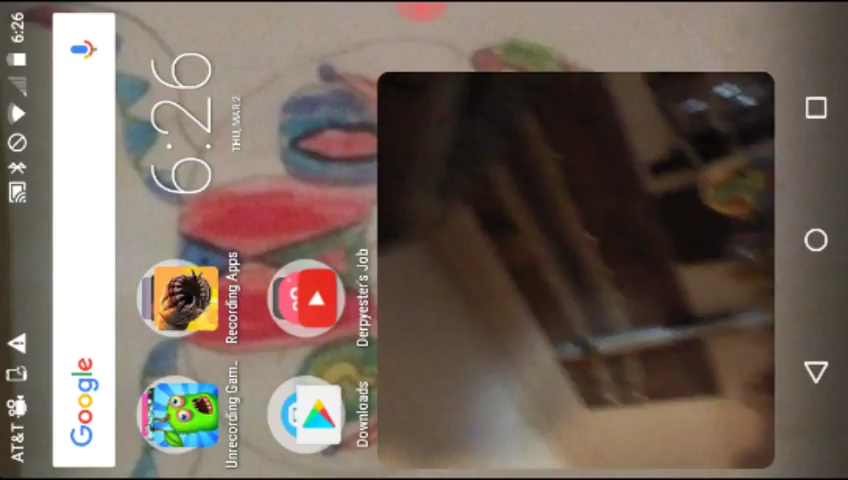 AT&T
6:26
Google
6:26
THU, MAR 2
Unrecording Gam..
Recording Apps
Downloads
Derpyester's Job